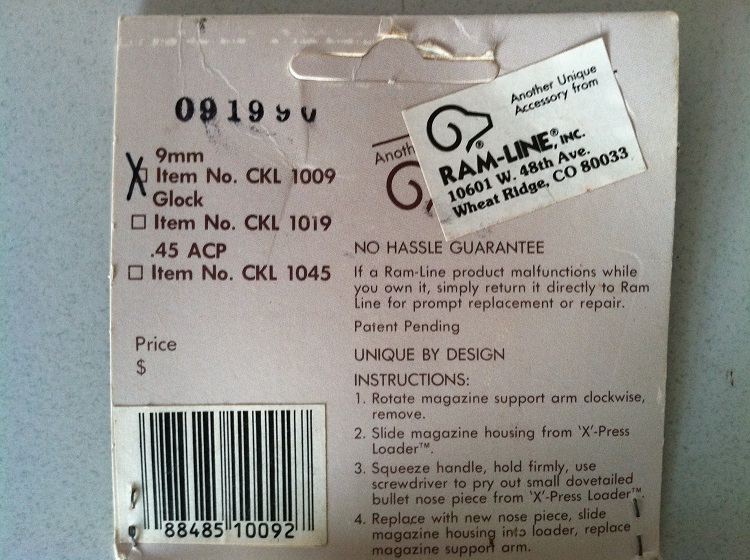 091990
9mm
Item No. CKL 1009
Glock
Item No. CKL 1019
.45 ACP
Item No. CKL 1045
Price
$
88485 10092
Another Unique
Accessory from
RAM-LINE®, INC.
10601 W. 48th Ave.
Wheat Ridge, CO 80033
Anoth
NO HASSLE GUARANTEE
If a Ram-Line product malfunctions while
you own it, simply return it directly to Ram
Line for prompt replacement or repair.
Patent Pending
UNIQUE BY DESIGN
INSTRUCTIONS:
1. Rotate magazine support arm clockwise,
remove.
2. Slide magazine housing from 'X'-Press
Loader™.
3. Squeeze handle, hold firmly, use
screwdriver to pry out small dovetailed
bullet nose piece from 'X'-Press Loader™.
4. Replace with new nose piece, slide
magazine housing into loader, replace
magazine support arm.